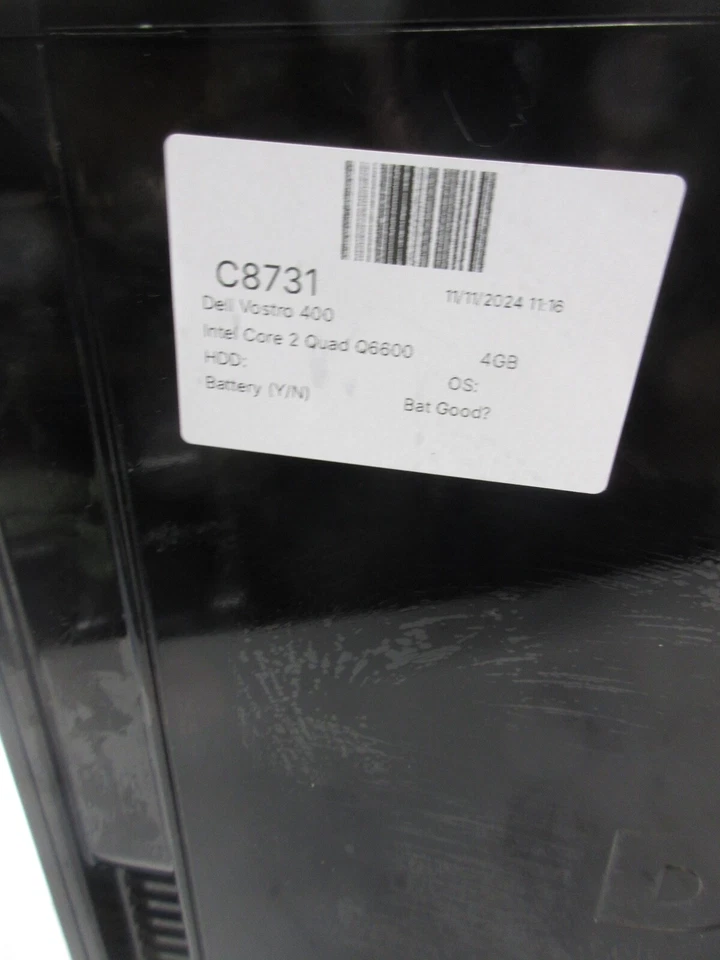 C8731
11/11/2024 11:16
Dell Vostro 400
Intel Core 2 Quad Q6600 4GB
HDD: OS:
Battery (Y/N) Bat Good?
D